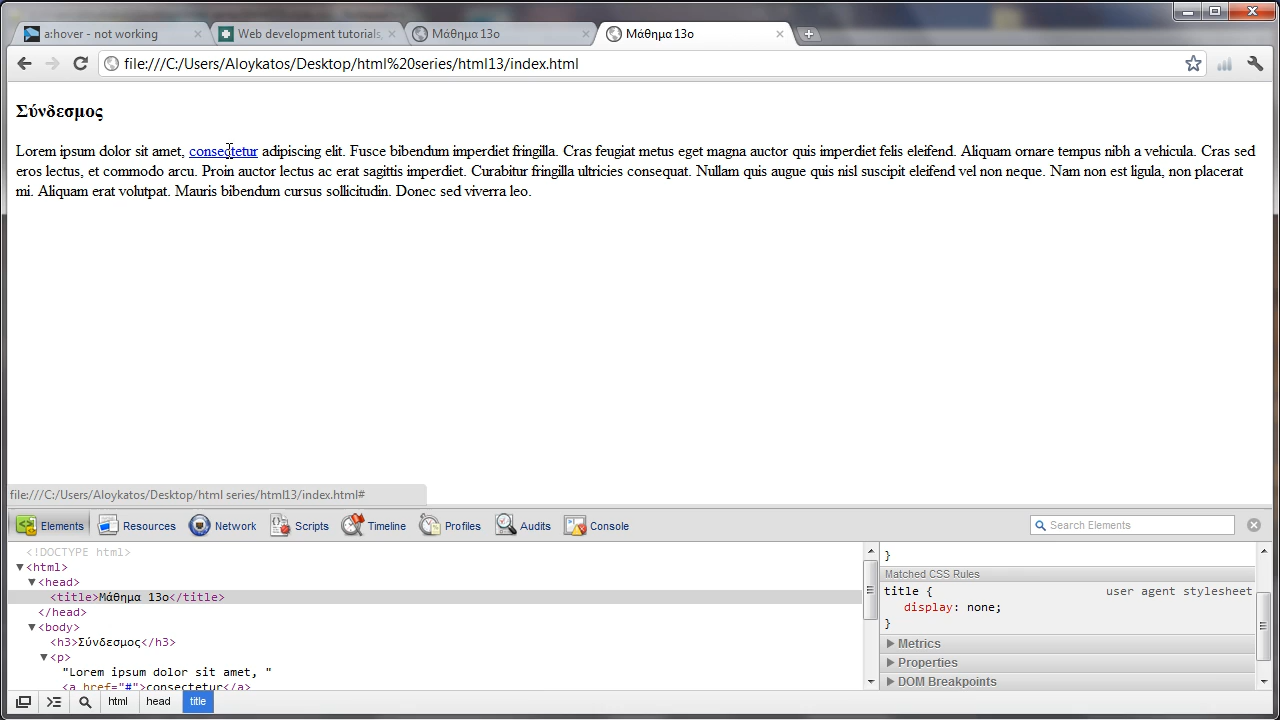 a:hover - not working
Web development tutorials,
Μάθημα 13ο
Μάθημα 13ο
file:///C:/Users/Aloykatos/Desktop/html%20series/html13/index.html
Σύνδεσμος
Lorem ipsum dolor sit amet, consectetur adipiscing elit. Fusce bibendum imperdiet fringilla. Cras feugiat metus eget magna auctor quis imperdiet felis eleifend. Aliquam ornare tempus nibh a vehicula. Cras sed
eros lectus, et commodo arcu. Proin auctor lectus ac erat sagittis imperdiet. Curabitur fringilla ultricies consequat. Nullam quis augue quis nisl suscipit eleifend vel non neque. Nam non est ligula, non placerat
mi. Aliquam erat volutpat. Mauris bibendum cursus sollicitudin. Donec sed viverra leo.
file:///C:/Users/Aloykatos/Desktop/html series/html13/index.html#
Elements Resources Network Scripts Timeline Profiles Audits Console Search Elements
<!DOCTYPE html>
<html>
<head>
<title>Μάθημα 13ο</title>
</head>
<body>
<h3>Σύνδεσμος</h3>
<p>
"Lorem ipsum dolor sit amet, "
<a href="#">consectetur</a>
}
Matched CSS Rules
title { user agent stylesheet
display: none;
}
Metrics
Properties
DOM Breakpoints
html head title